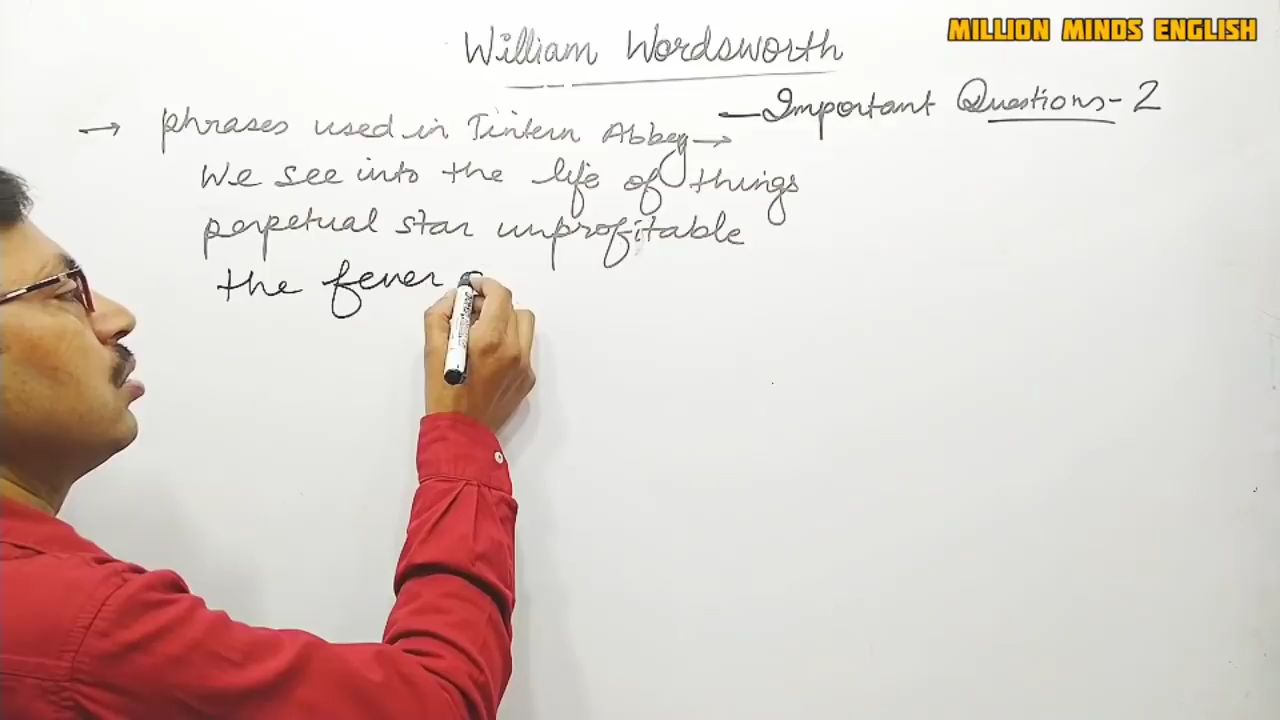 MILLION MINDS ENGLISH
William Wordsworth
— Important Questions - 2
→ phrases used in Tintern Abbey →
We see into the life of things
perpetual star unprofitable
the fever